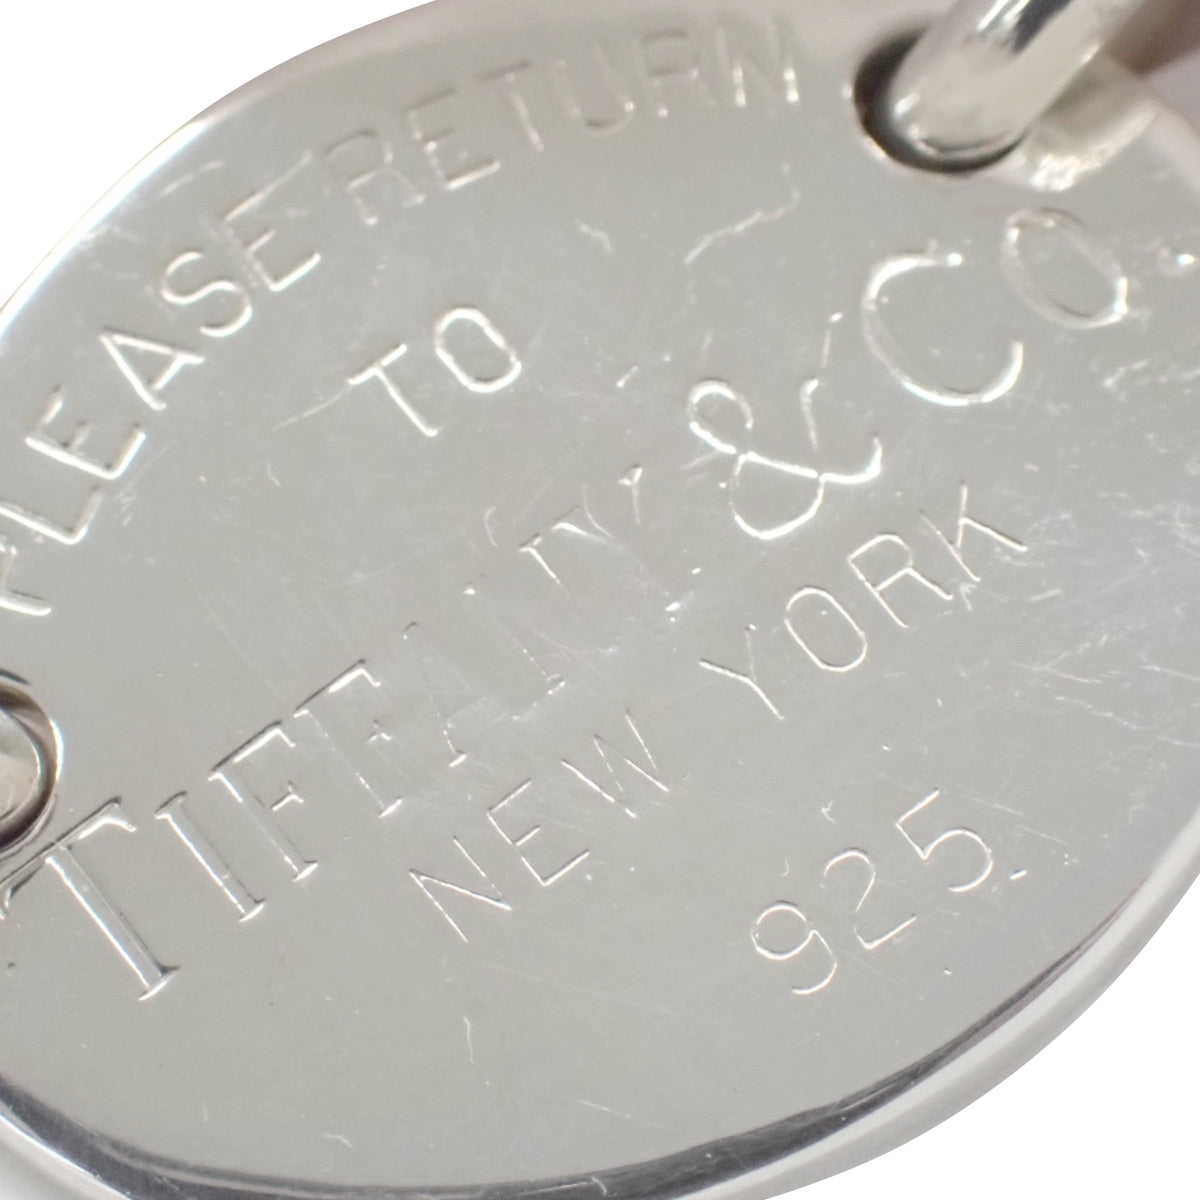 PLEASE RETURN
TO
TIFFANY & CO.
NEW YORK
925